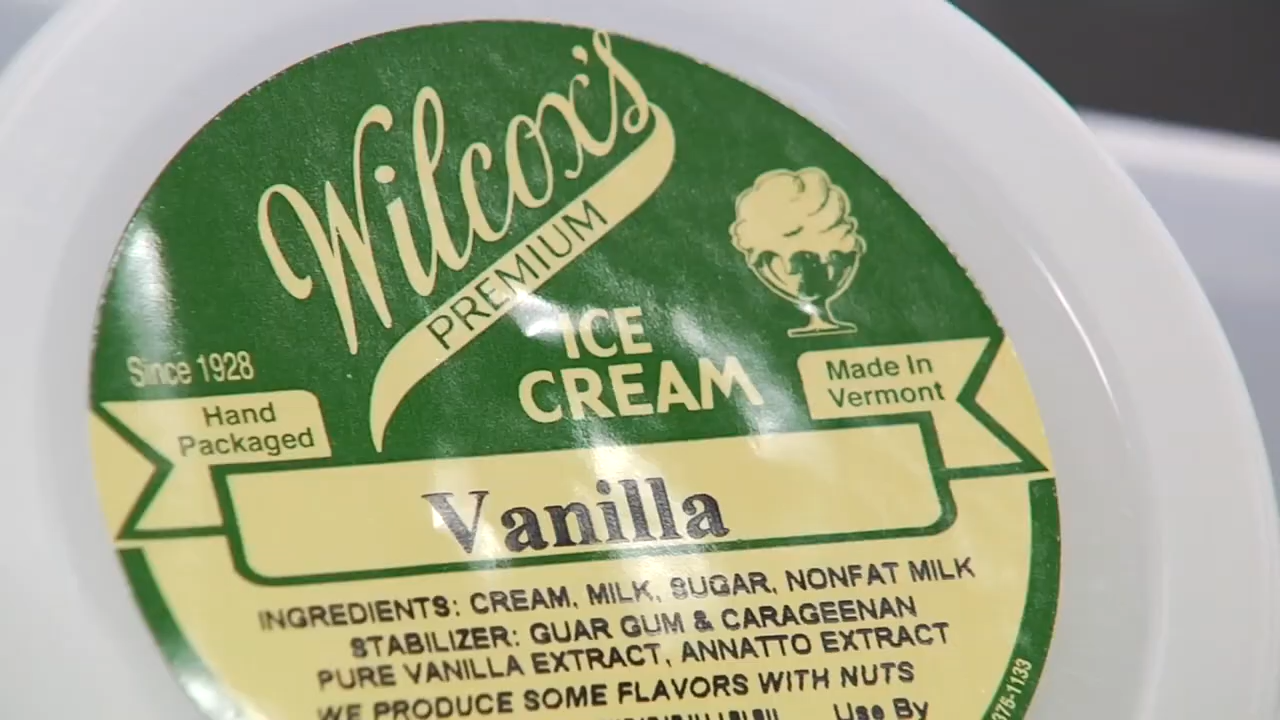 Wilcox's
PREMIUM
ICE
CREAM
Since 1928
Hand
Packaged
Made In
Vermont
Vanilla
INGREDIENTS: CREAM, MILK, SUGAR, NONFAT MILK
STABILIZER: GUAR GUM & CARAGEENAN
PURE VANILLA EXTRACT, ANNATTO EXTRACT
WE PRODUCE SOME FLAVORS WITH NUTS
Use By